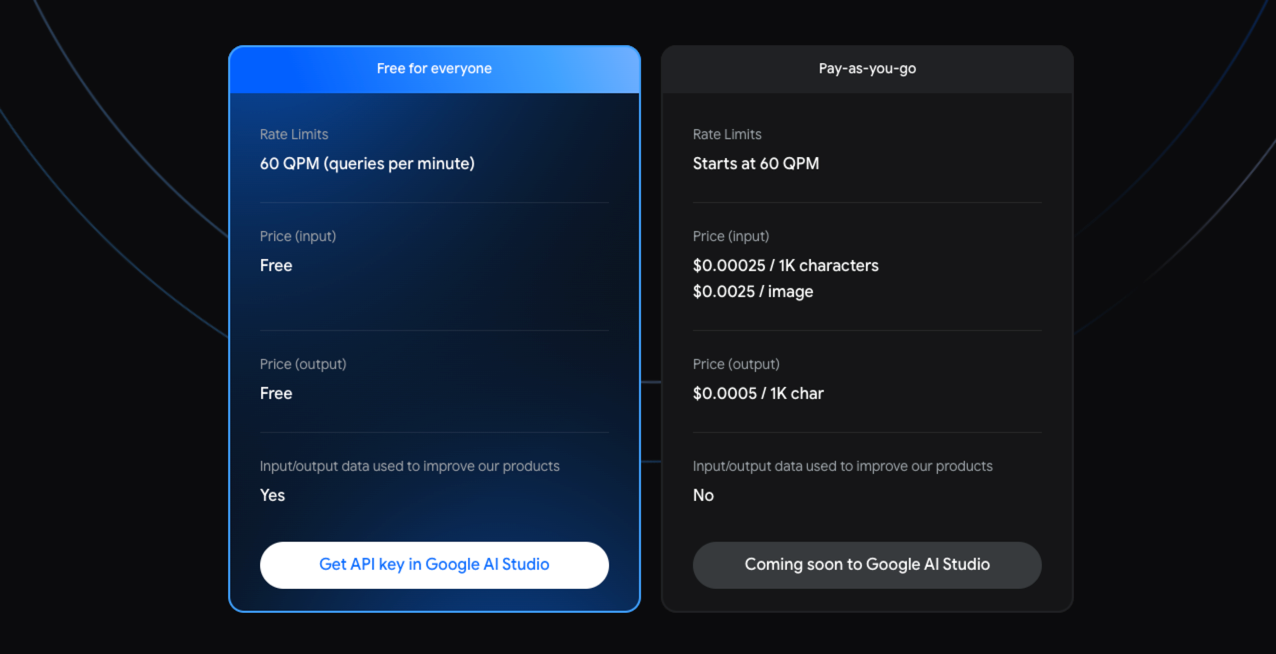 Free for everyone
Rate Limits
60 QPM (queries per minute)
Price (input)
Free
Price (output)
Free
Input/output data used to improve our products
Yes
Get API key in Google AI Studio
Pay-as-you-go
Rate Limits
Starts at 60 QPM
Price (input)
$0.00025 / 1K characters
$0.0025 / image
Price (output)
$0.0005 / 1K char
Input/output data used to improve our products
No
Coming soon to Google AI Studio